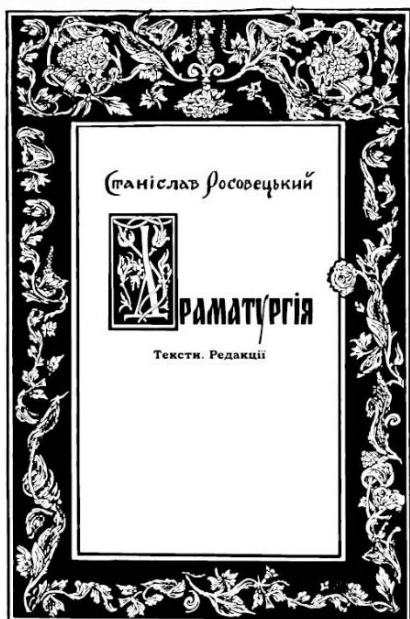 Станіслав Росовецький
Драматургія
Тексти. Редакції